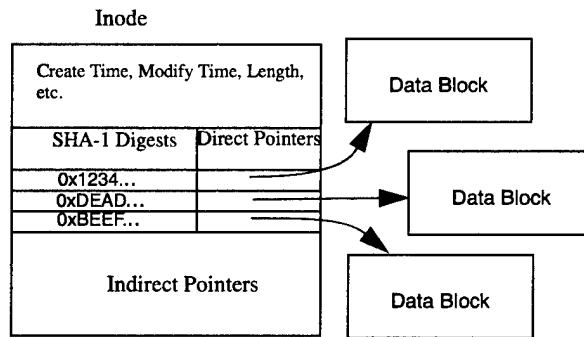 Inode
Create Time, Modify Time, Length,
etc.
SHA-1 Digests
Direct Pointers
0x1234...
0xDEAD...
0xBEEF...
Indirect Pointers
Data Block
Data Block
Data Block